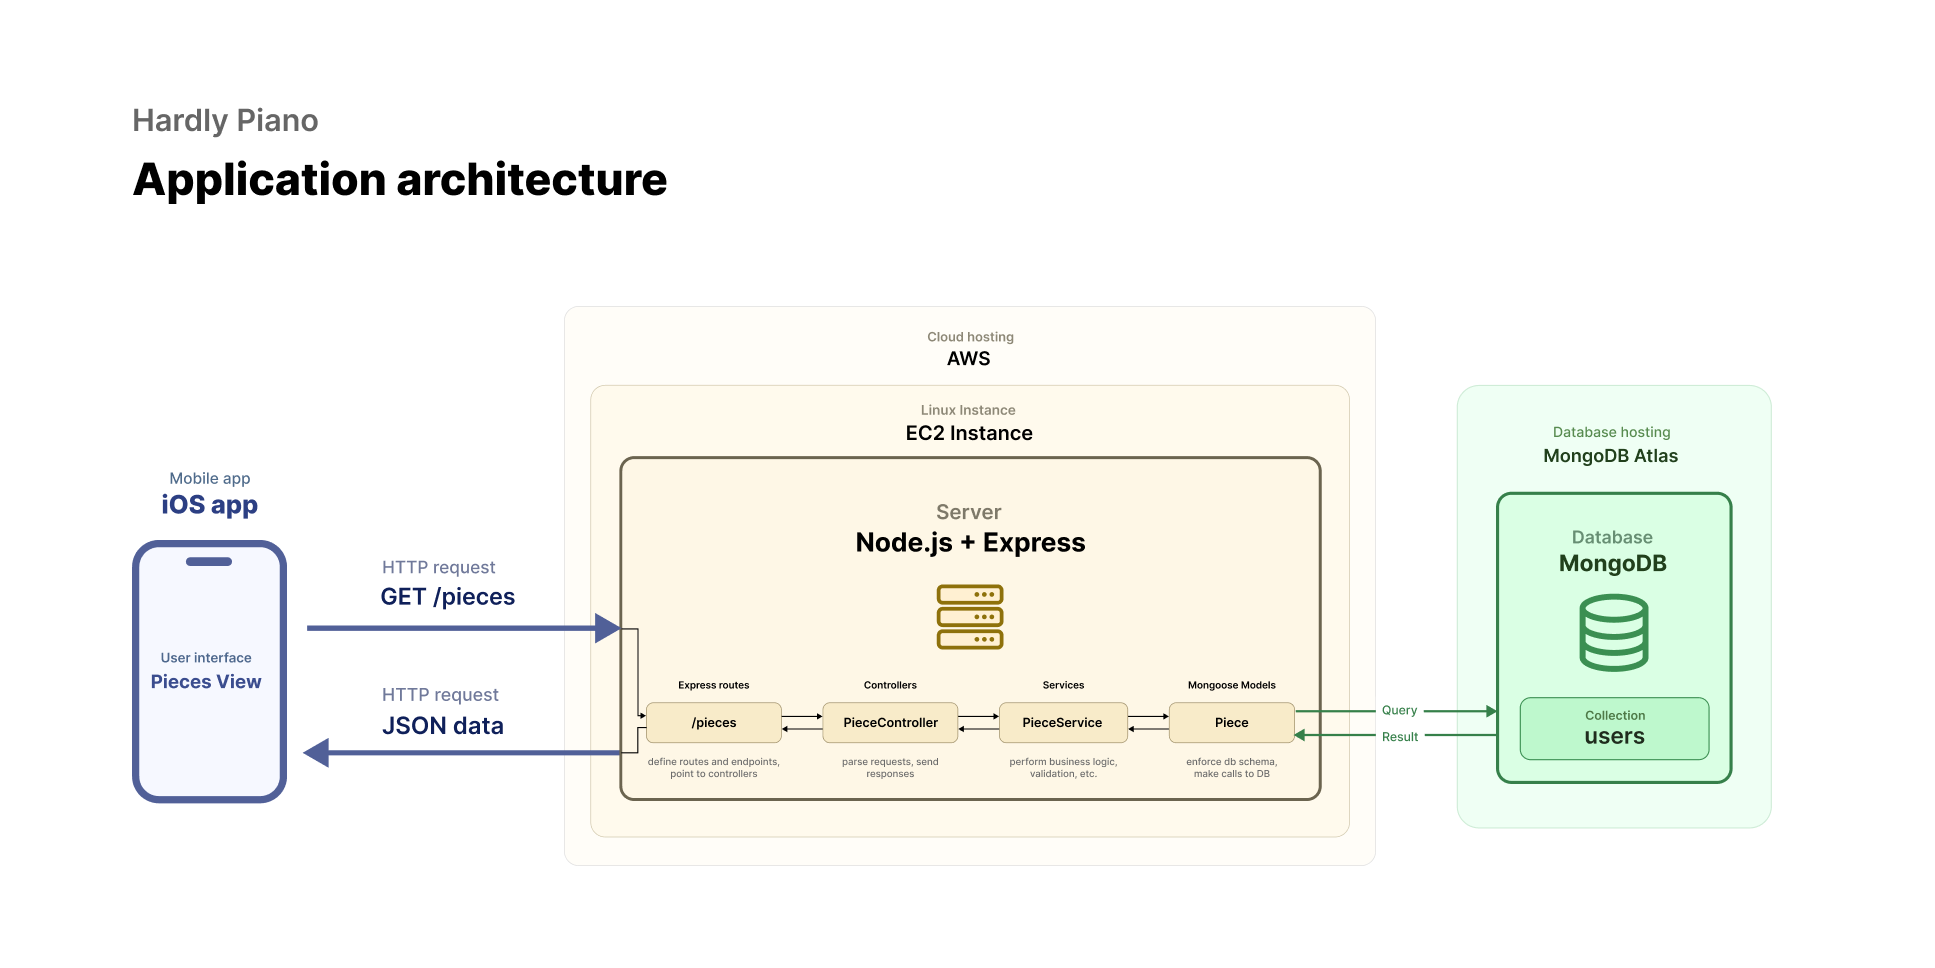 Hardly Piano
Application architecture
Cloud hosting
AWS
Linux Instance
EC2 Instance
Server
Node.js + Express
Mobile app
iOS app
User interface
Pieces View
HTTP request
GET /pieces
HTTP request
JSON data
Express routes
/pieces
define routes and endpoints,
point to controllers
Controllers
PieceController
parse requests, send
responses
Services
PieceService
perform business logic,
validation, etc.
Mongoose Models
Piece
enforce db schema,
make calls to DB
Query
Result
Database hosting
MongoDB Atlas
Database
MongoDB
Collection
users